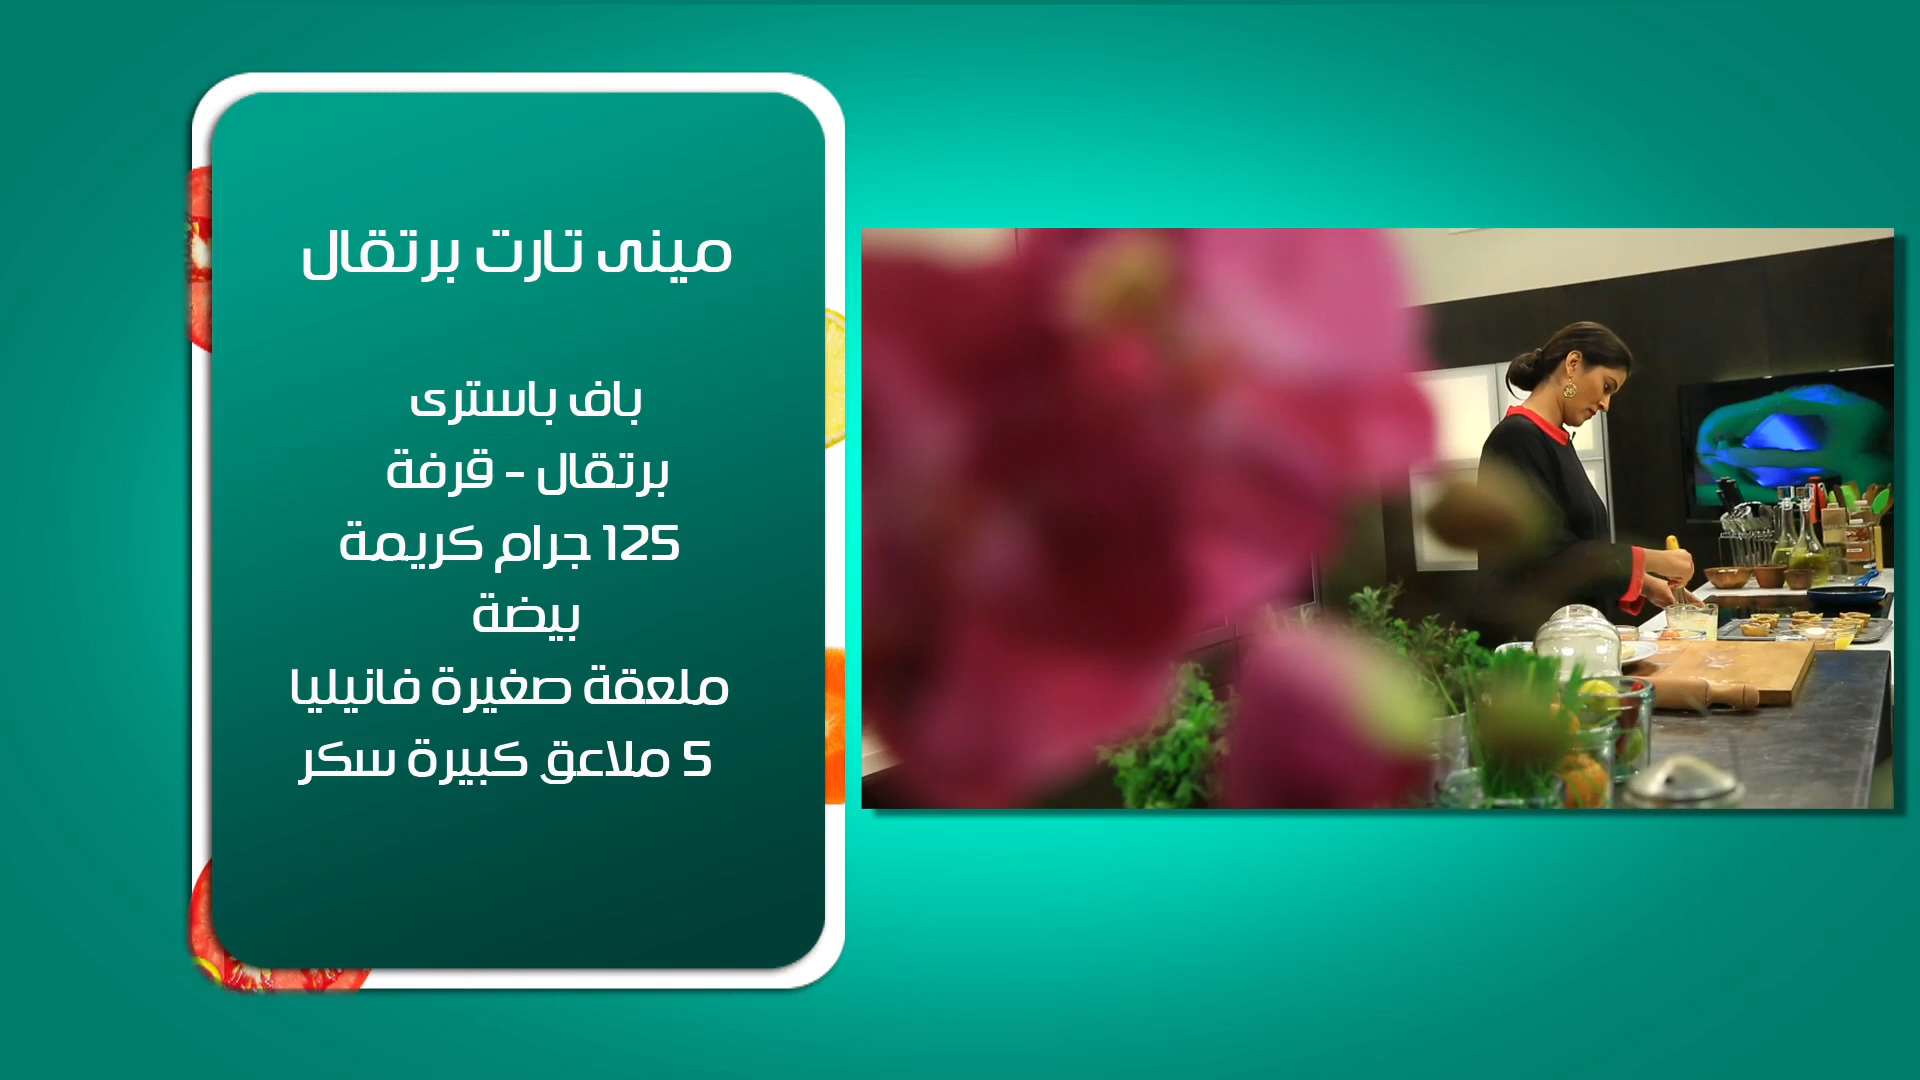 مينى تارت برتقال
باف باسترى
برتقال - قرفة
125 جرام كريمة
بيضة
ملعقة صغيرة فانيليا
5 ملاعق كبيرة سكر